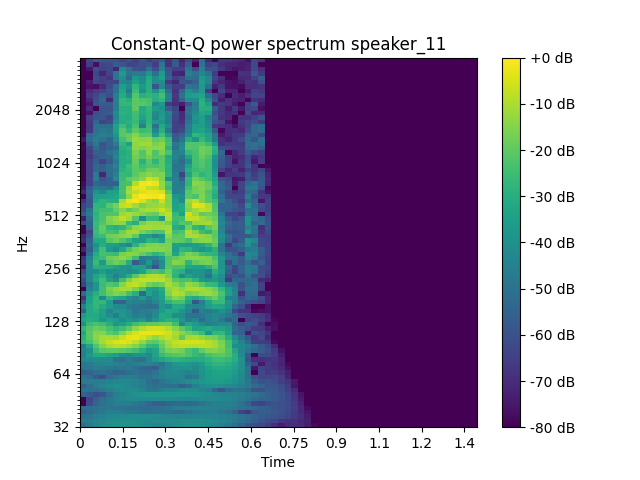 Constant-Q power spectrum speaker_11
Hz
2048
1024
512
256
128
64
32
0 0.15 0.3 0.45 0.6 0.75 0.9 1.1 1.2 1.4
Time
+0 dB
-10 dB
-20 dB
-30 dB
-40 dB
-50 dB
-60 dB
-70 dB
-80 dB